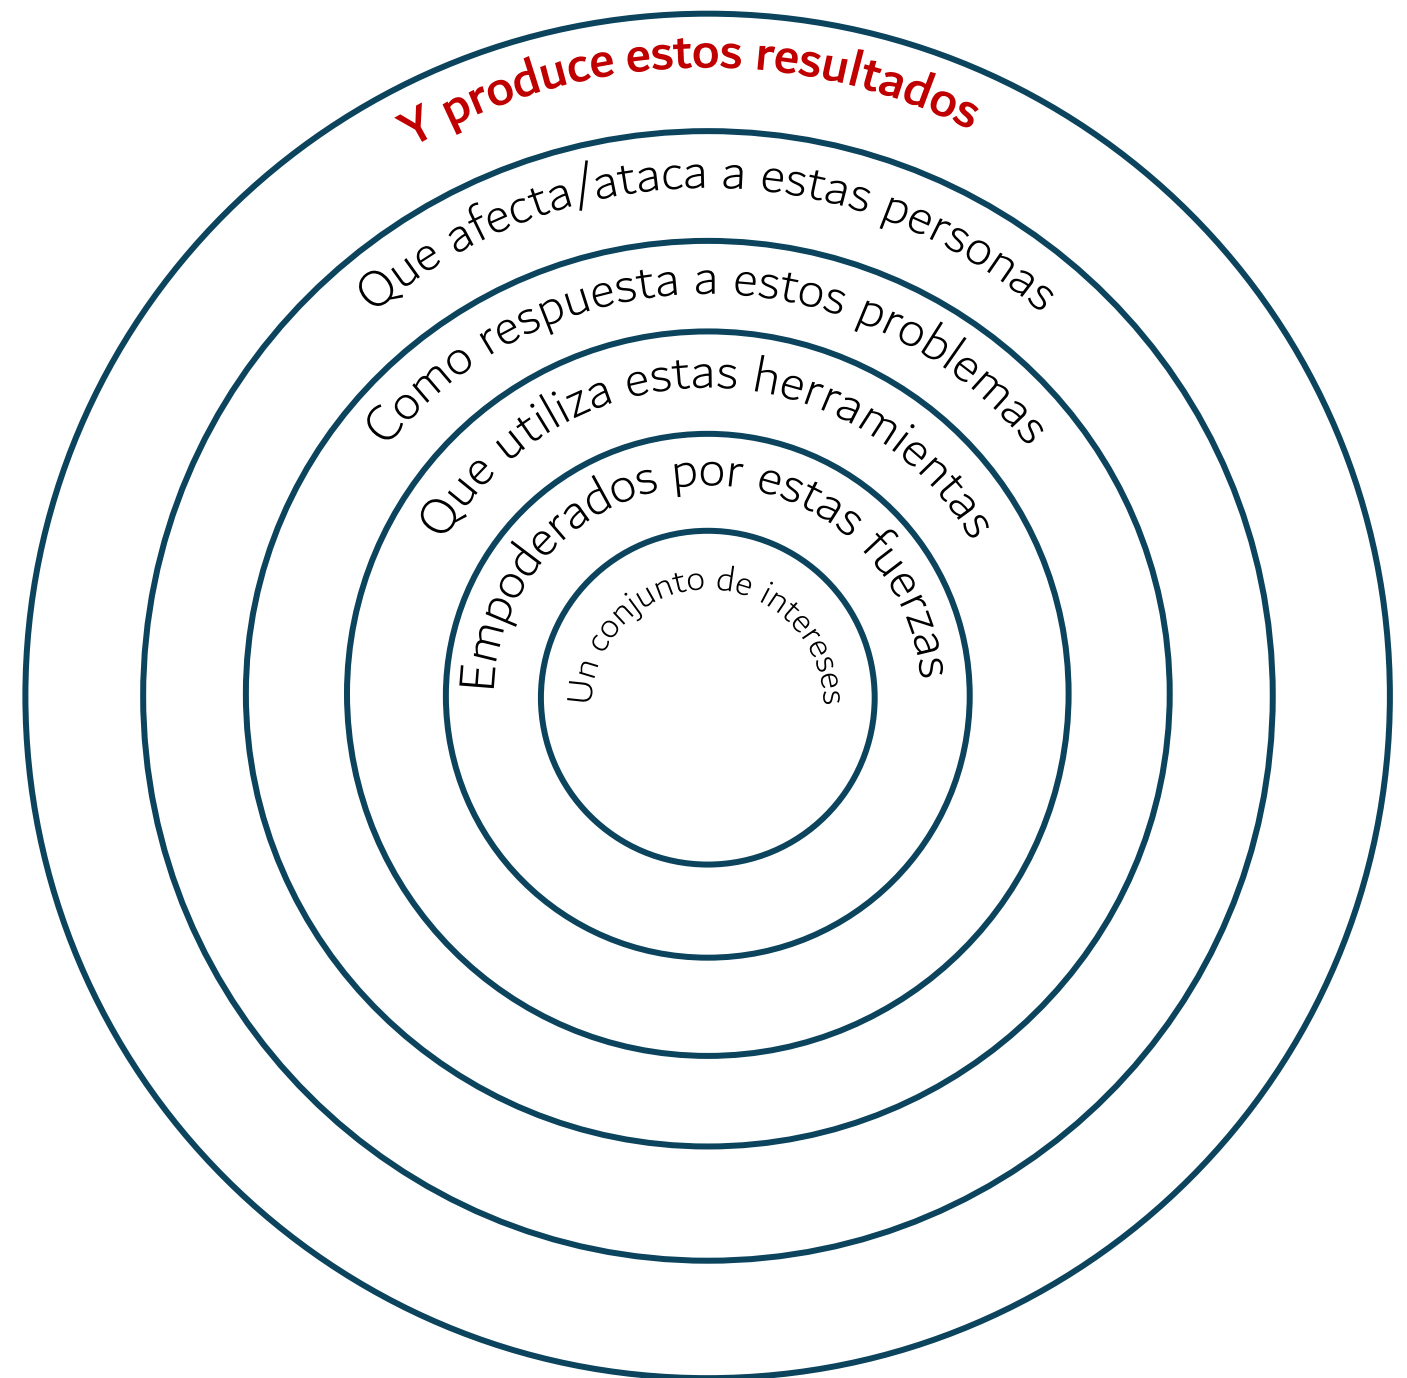 Y produce estos resultados
Que afecta/ataca a estas personas
Como respuesta a estos problemas
Que utiliza estas herramientas
Empoderados por estas fuerzas
Un conjunto de intereses